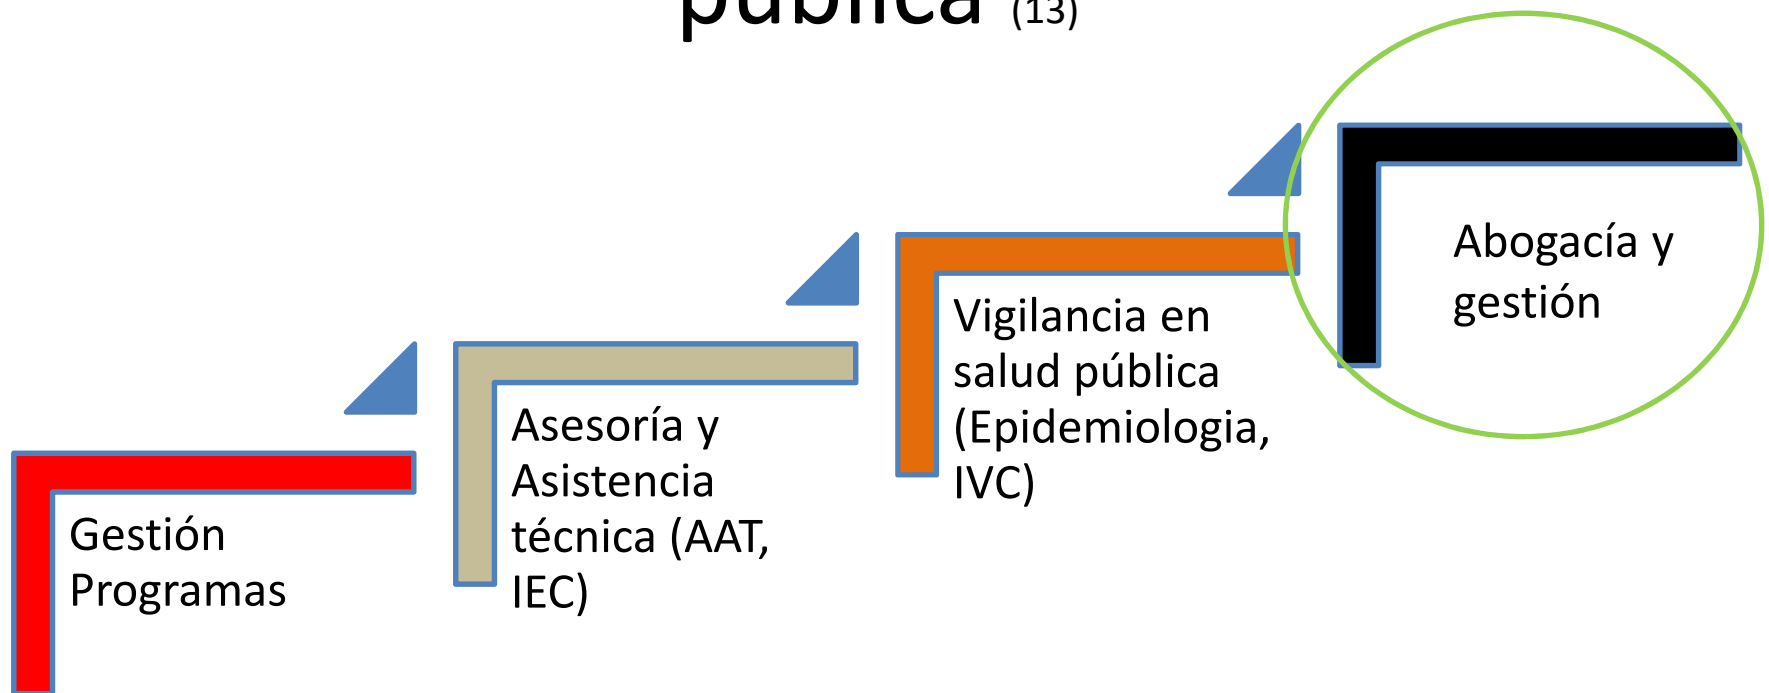 pública (13)
Gestión
Programas
Asesoría y
Asistencia
técnica (AAT,
IEC)
Vigilancia en
salud pública
(Epidemiologia,
IVC)
Abogacía y
gestión